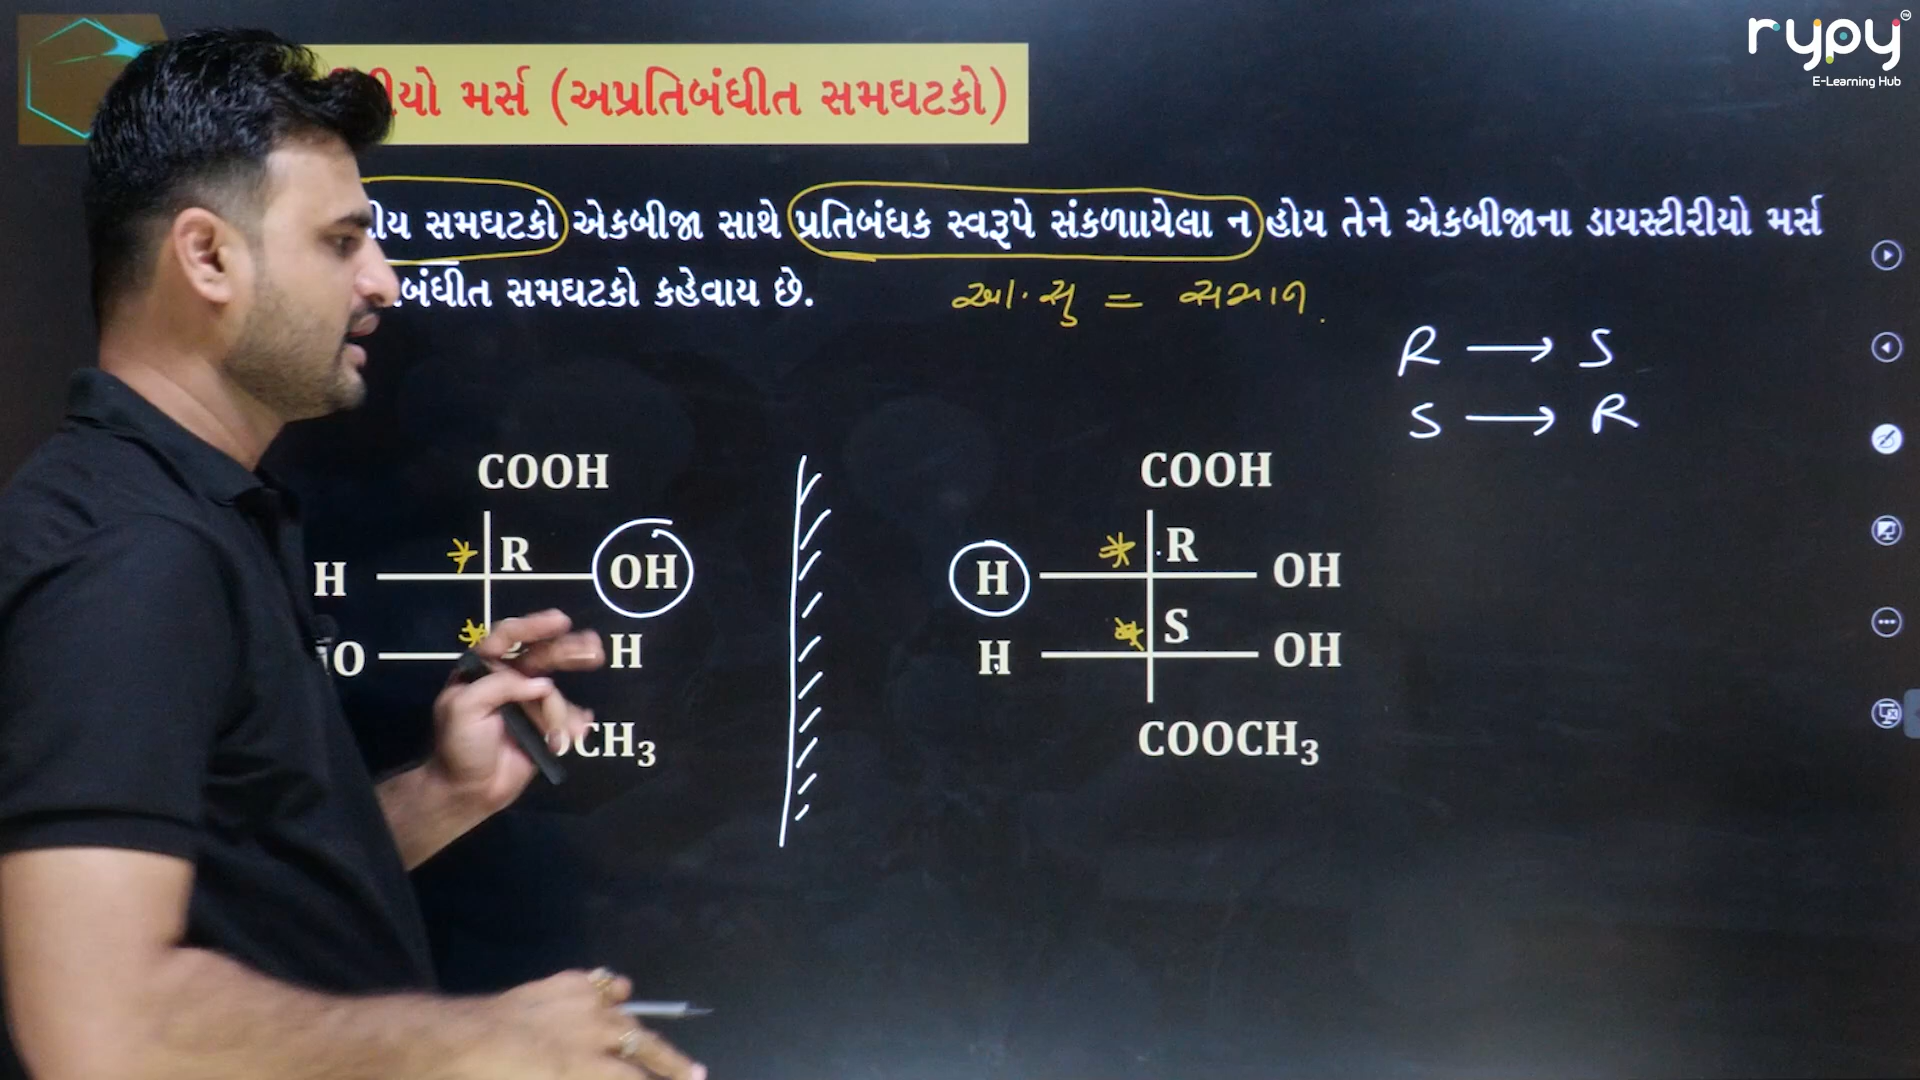 rypy
E-Learning Hub
મર્સ (અપ્રતિબંધીત સમઘટકો)
સમઘટકો એકબીજા સાથે પ્રતિબંધક સ્વરૂપે સંકળાાયેલા ન હોય તેને એકબીજાના ડાયસ્ટીરીયો મર્સ
સમઘટકો કહેવાય છે.
આ.સૂ = સમાન.
R → S
S → R
COOH
H * R OH
* H
COOH
H * R OH
H * S OH
COOCH3